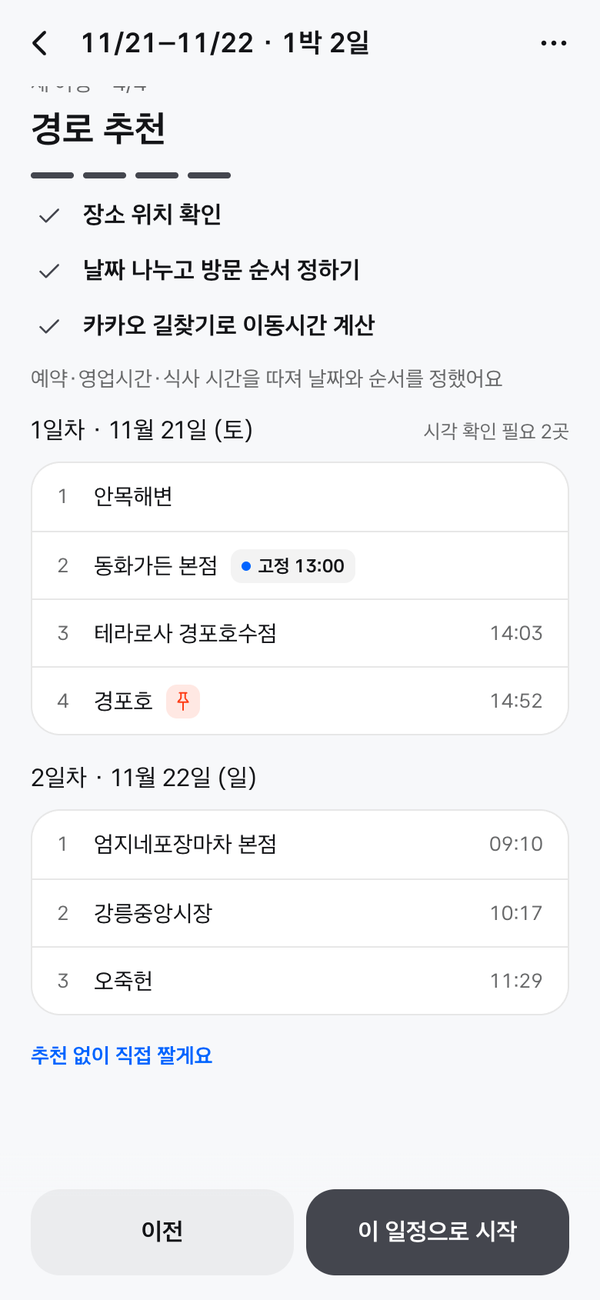 11/21–11/22 · 1박 2일
경로 추천
장소 위치 확인
날짜 나누고 방문 순서 정하기
카카오 길찾기로 이동시간 계산
예약·영업시간·식사 시간을 따져 날짜와 순서를 정했어요
1일차 · 11월 21일 (토) 시각 확인 필요 2곳
1 안목해변
2 동화가든 본점 고정 13:00
3 테라로사 경포호수점 14:03
4 경포호 14:52
2일차 · 11월 22일 (일)
1 엄지네포장마차 본점 09:10
2 강릉중앙시장 10:17
3 오죽헌 11:29
추천 없이 직접 짤게요
이전 이 일정으로 시작